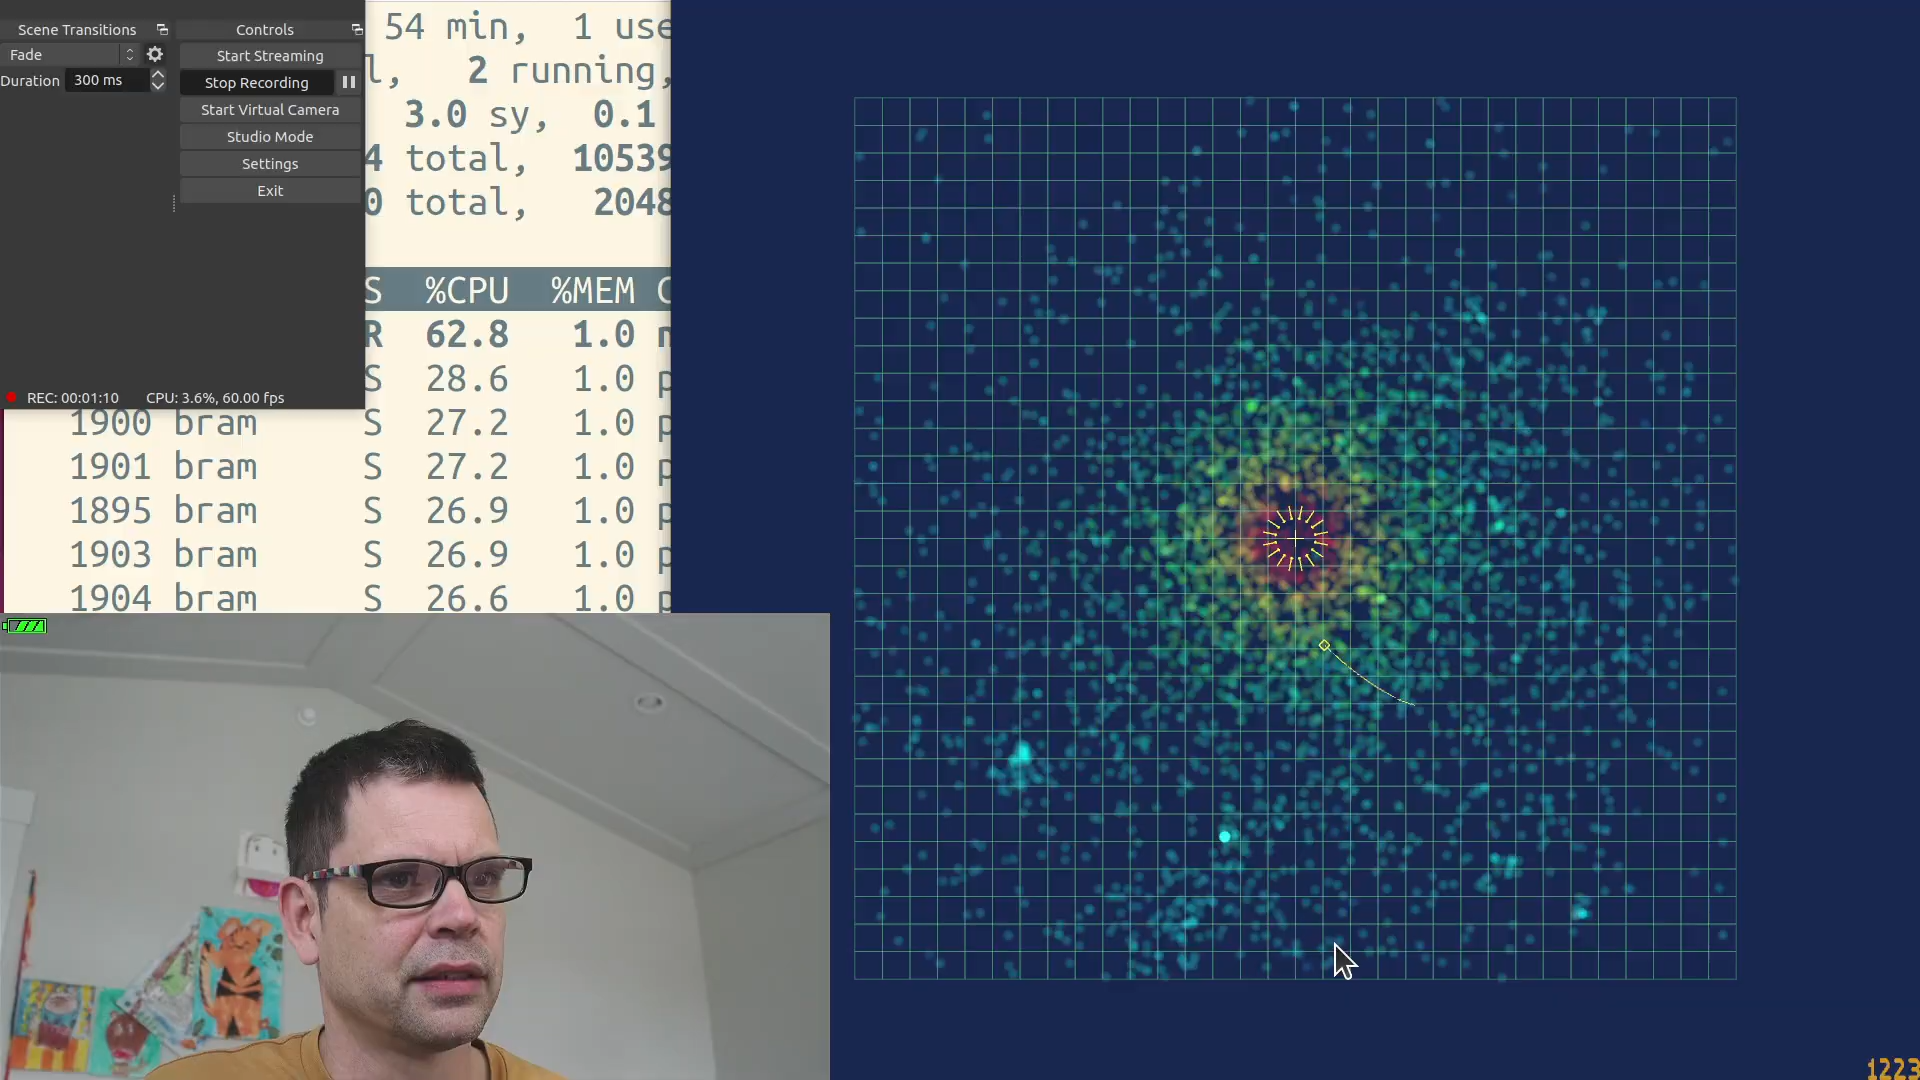 Scene Transitions
Controls
Fade
Duration 300 ms
Start Streaming
Stop Recording
Start Virtual Camera
Studio Mode
Settings
Exit
REC: 00:01:10 CPU: 3.6%, 60.00 fps
54 min, 1 use
l, 2 running,
3.0 sy, 0.1
4 total, 10539
0 total, 2048
S %CPU %MEM C
R 62.8 1.0 n
S 28.6 1.0 p
1900 bram S 27.2 1.0 p
1901 bram S 27.2 1.0 p
1895 bram S 26.9 1.0 p
1903 bram S 26.9 1.0 p
1904 bram S 26.6 1.0 p
1223